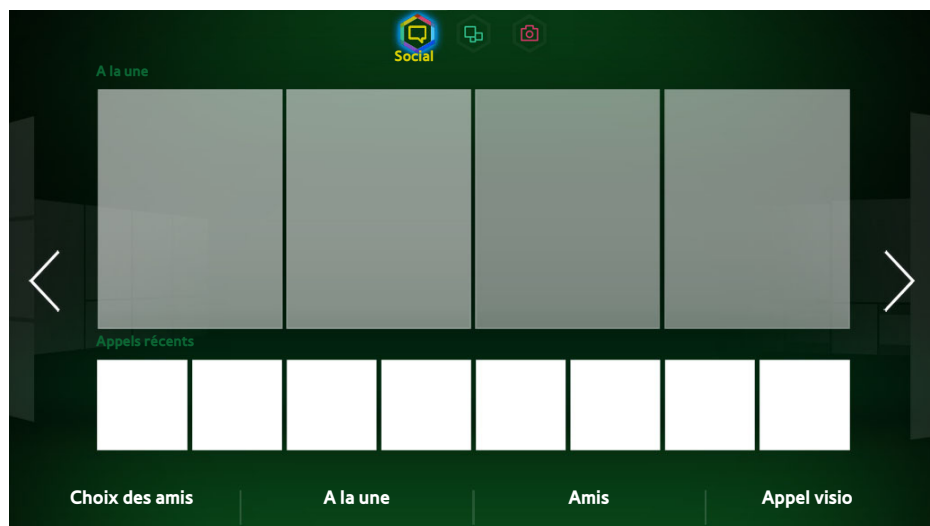 Social
A la une
Appels récents
Choix des amis
A la une
Amis
Appel visio